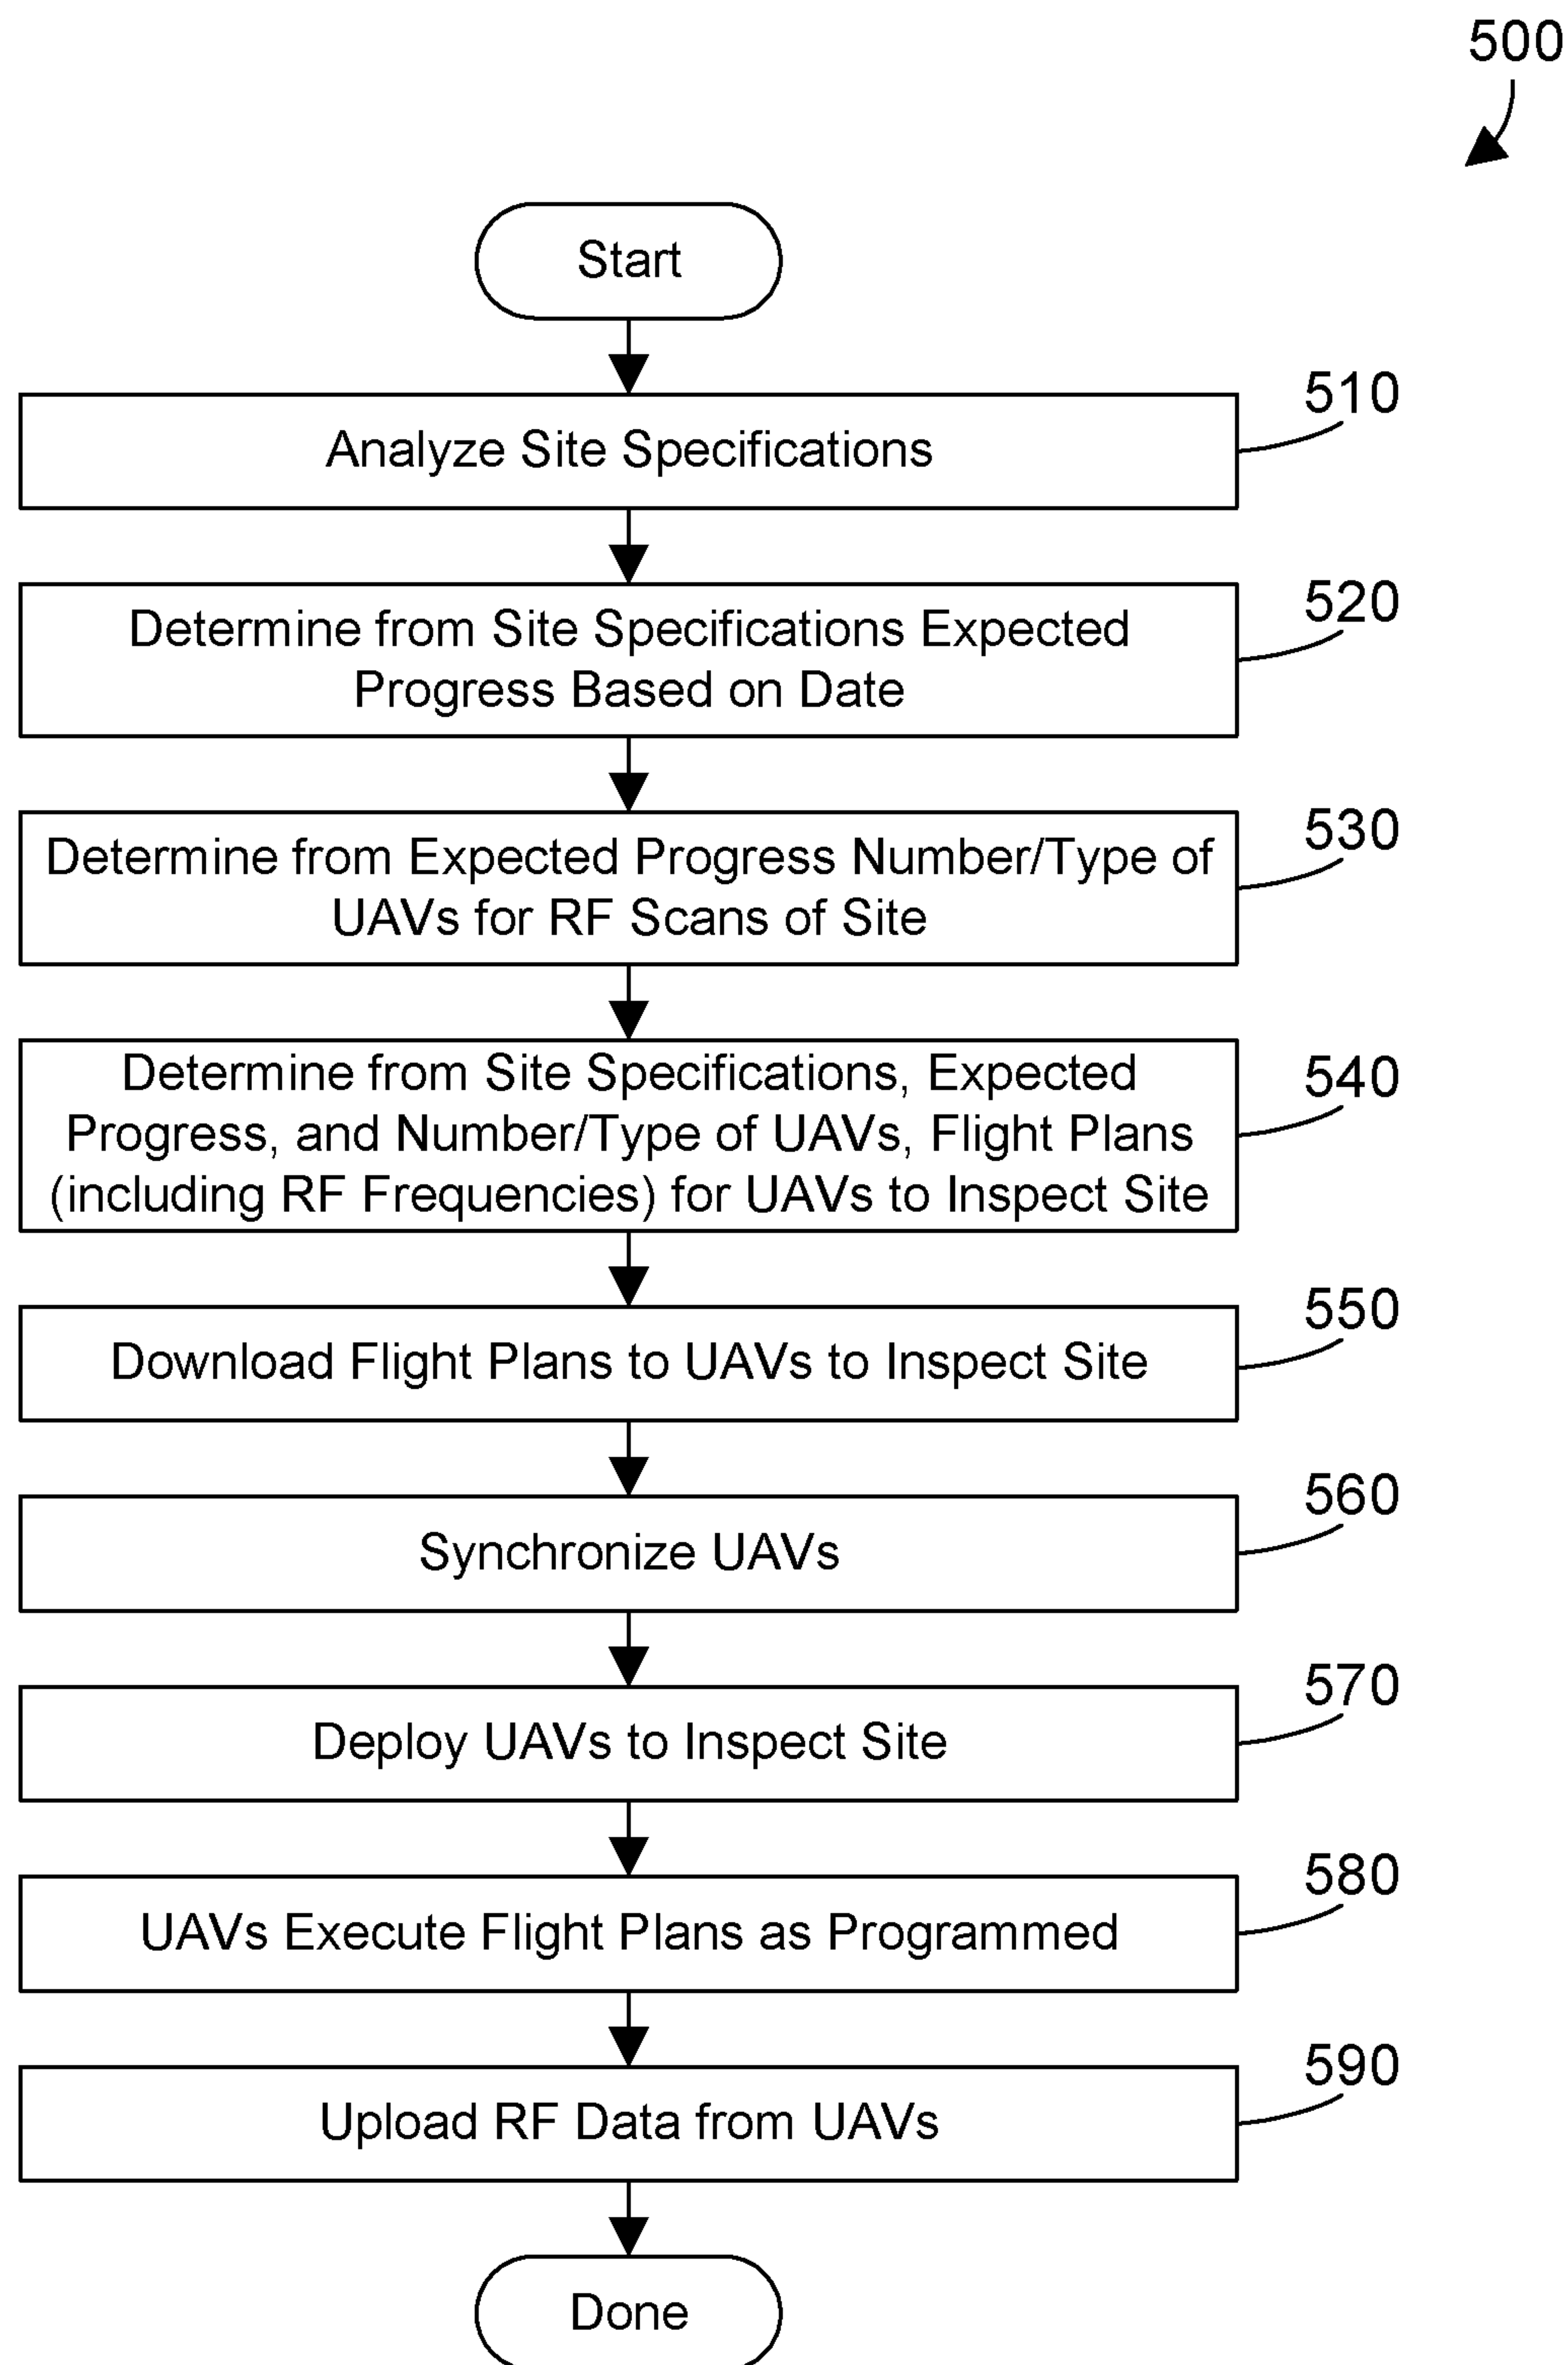 500
Start
510
Analyze Site Specifications
520
Determine from Site Specifications Expected
Progress Based on Date
530
Determine from Expected Progress Number/Type of
UAVs for RF Scans of Site
540
Determine from Site Specifications, Expected
Progress, and Number/Type of UAVs, Flight Plans
(including RF Frequencies) for UAVs to Inspect Site
550
Download Flight Plans to UAVs to Inspect Site
560
Synchronize UAVs
570
Deploy UAVs to Inspect Site
580
UAVs Execute Flight Plans as Programmed
590
Upload RF Data from UAVs
Done